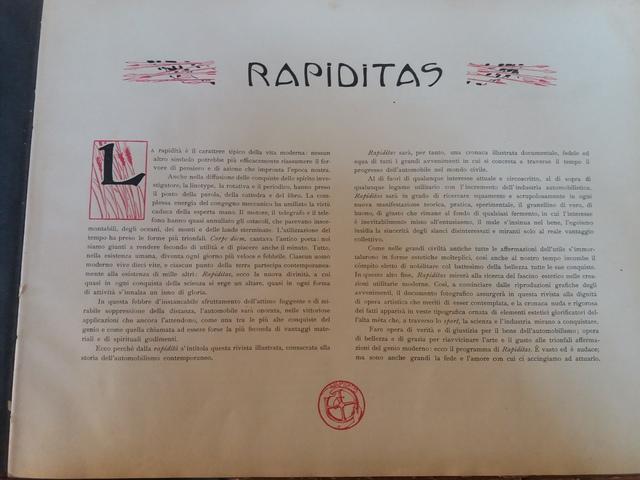 RAPIDITAS
LA rapidità è il carattere tipico della vita moderna: nessun
altro simbolo potrebbe più efficacemente riassumere il fer-
vore di pensiero e di azione che impronta l'epoca nostra.
Anche nella diffusione delle conquiste dello spirito inve-
stigatore, la linotype, la rotativa e il periodico, hanno preso
il posto della parola, della cattedra e del libro. La com-
plessa energia del congegno meccanico ha umiliato la virtù
caduca della esperta mano. Il motore, il telegrafo e il tele-
fono hanno quasi annullato gli ostacoli, che parevano insor-
montabili, degli oceani, dei monti e delle lande sterminate. L'utilizzazione del
tempo ha preso le forme più trionfali. Carpe diem, cantava l'antico poeta: noi
siamo giunti a rendere fecondo di utilità e di piacere anche il minuto. Tutto,
nella esistenza umana, diventa ogni giorno più veloce e febbrile. Ciascun uomo
moderno vive dieci vite, e ciascun punto della terra partecipa contemporanea-
mente alla esistenza di mille altri: Rapiditas, ecco la nuova divinità, a cui
quasi in ogni conquista della scienza si erge un altare, quasi in ogni forma
di attività s'innalza un inno di gloria.
In questa febbre d'instancabile sfruttamento dell'attimo fuggente e di mi-
rabile soppressione della distanza, l'automobile sarà onorata, nelle vittoriose
applicazioni che ancora l'attendono, come una tra le più alte conquiste del
genio e come quella chiamata ad essere forse la più feconda di vantaggi mate-
riali e di spirituali godimenti.
Ecco perchè dalla rapidità s'intitola questa rivista illustrata, consacrata alla
storia dell'automobilismo contemporaneo.
Rapiditas sarà, per tanto, una cronaca illustrata documentale, fedele ed
equa di tutti i grandi avvenimenti in cui si concreta a traverso il tempo il
progresso dell'automobile nel mondo civile.
Al di fuori di qualunque interesse attuale e circoscritto, al di sopra di
qualunque legame utilitario con l'incremento dell'industria automobilistica,
Rapiditas sarà in grado di ricercare equamente e scrupolosamente in ogni
nuova manifestazione teorica, pratica, sperimentale, il granellino di vero, di
buono, di giusto che rimane al fondo di qualsiasi fermento, in cui l'interesse
è inevitabilmente misto all'entusiasmo, il male s'insinua nel bene, l'egoismo
insidia la sincerità degli slanci disinteressati e miranti solo al reale vantaggio
collettivo.
Come nelle grandi civiltà antiche tutte le affermazioni dell'utile s'immor-
talarono in forme estetiche molteplici, così anche al nostro tempo incombe il
còmpito eletto di nobilitare col battesimo della bellezza tutte le sue conquiste.
In queste altro fine, Rapiditas mirerà alla ricerca del fascino estetico nelle crea-
zioni utilitarie moderne. Così, a cominciare dalle riproduzioni grafiche degli
avvenimenti, il documento fotografico assurgerà in questa rivista alla dignità
di opera artistica che meriti di esser contemplata, e la cronaca suda e rigorosa
dei fatti apparirà in veste tipografica ornata di elementi estetici glorificatori del-
l'alta mèta che, a traverso lo sport, la scienza e l'industria mirano a conquistare.
Fare opera di verità e di giustizia per il bene dell'automobilismo; opera
di bellezza e di grazia per riavvicinare l'arte e il gusto alle trionfali afferma-
zioni del genio moderno: ecco il programma di Rapiditas. È vasto ed è audace;
ma sono anche grandi la fede e l'amore con cui ci accingiamo ad attuarlo.